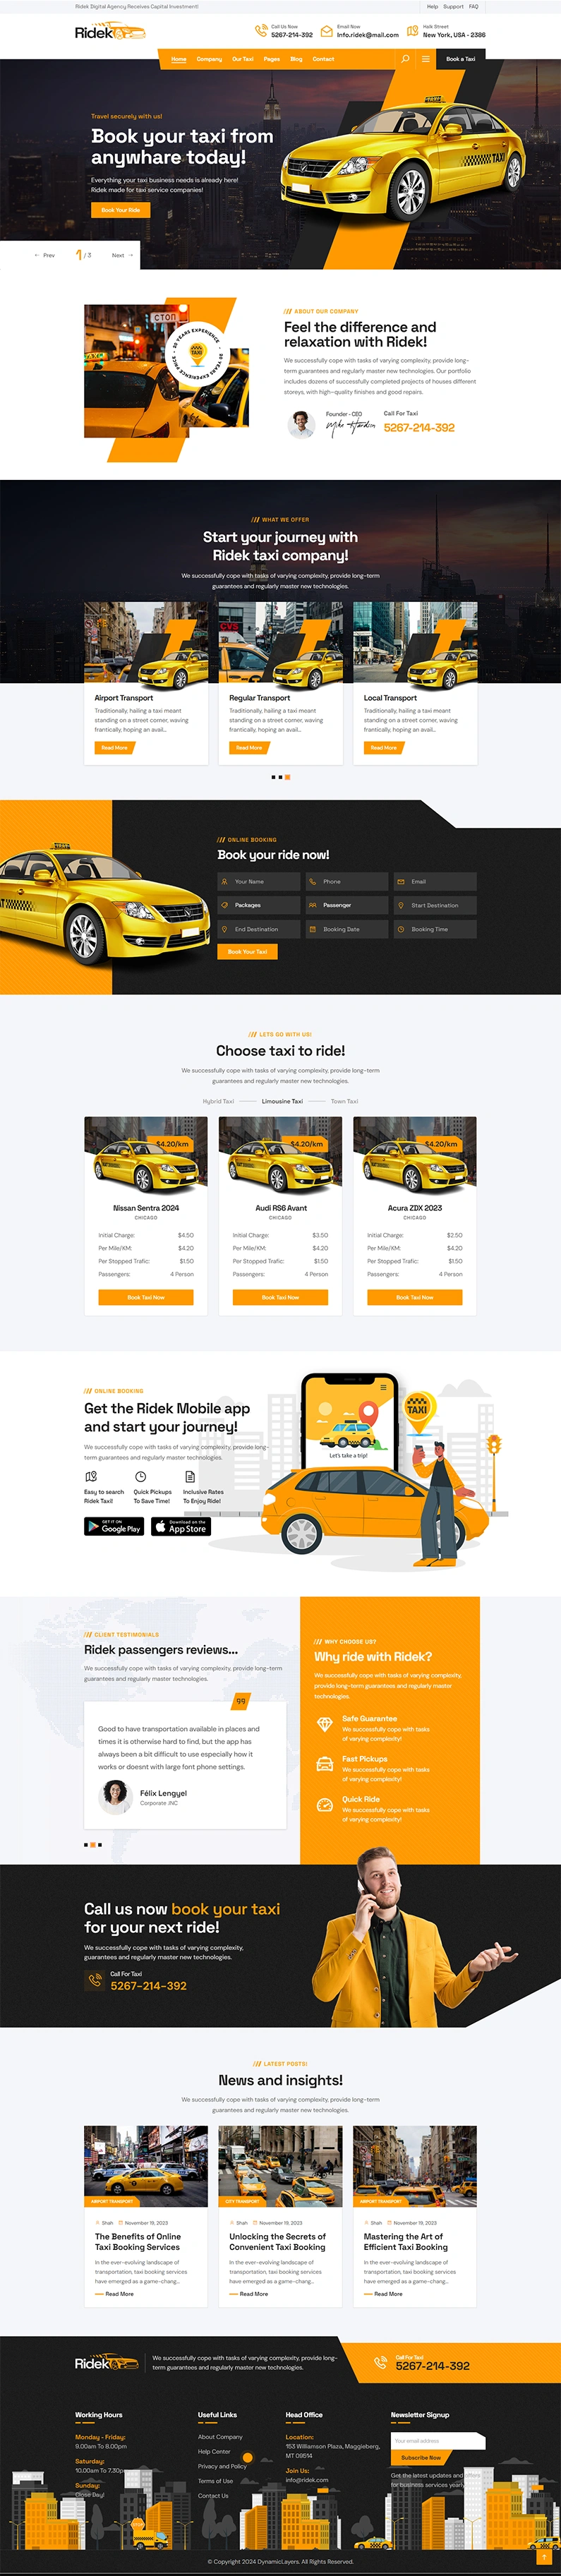 Ridek Digital Agency Receives Capital Investment!
Help Support FAQ
Ridek
Call Us Now
5267-214-392
Email Now
Info.ridek@mail.com
Halk Street
New York, USA - 2386
Home Company Our Taxi Pages Blog Contact
Book a Taxi
Travel securely with us!
Book your taxi from
anywhare today!
Everything your taxi business needs is already here!
Ridek made for taxi service companies!
Book Your Ride
TAXI
Prev
1 / 3
Next
СТОП
TAXI
20 YEARS EXPERIENCE
20 YEARS EXPERIENCE
TAXI
ABOUT OUR COMPANY
Feel the difference and
relaxation with Ridek!
We successfully cope with tasks of varying complexity, provide long-
term guarantees and regularly master new technologies. Our portfolio
includes dozens of successfully completed projects of houses different
storeys, with high-quality finishes and good repairs.
Founder - CEO
Call For Taxi
5267-214-392
WHAT WE OFFER
Start your journey with
Ridek taxi company!
We successfully cope with tasks of varying complexity, provide long-term
guarantees and regularly master new technologies.
CVS
Airport Transport
Traditionally, hailing a taxi meant
standing on a street corner, waving
frantically, hoping an avail...
Read More
Regular Transport
Traditionally, hailing a taxi meant
standing on a street corner, waving
frantically, hoping an avail...
Read More
Local Transport
Traditionally, hailing a taxi meant
standing on a street corner, waving
frantically, hoping an avail...
Read More
ONLINE BOOKING
Book your ride now!
Your Name
Phone
Email
Packages
Passenger
Start Destination
End Destination
Booking Date
Booking Time
Book Your Taxi
LETS GO WITH US!
Choose taxi to ride!
We successfully cope with tasks of varying complexity, provide long-term
guarantees and regularly master new technologies.
Hybrid Taxi
Limousine Taxi
Town Taxi
$4.20/km
Nissan Sentra 2024
CHICAGO
Initial Charge: $4.50
Per Mile/KM: $4.20
Per Stopped Trafic: $1.50
Passengers: 4 Person
Book Taxi Now
$4.20/km
Audi RS6 Avant
CHICAGO
Initial Charge: $3.50
Per Mile/KM: $4.20
Per Stopped Trafic: $1.50
Passengers: 4 Person
Book Taxi Now
$4.20/km
Acura ZDX 2023
CHICAGO
Initial Charge: $2.50
Per Mile/KM: $4.20
Per Stopped Trafic: $1.50
Passengers: 4 Person
Book Taxi Now
ONLINE BOOKING
Get the Ridek Mobile app
and start your journey!
We successfully cope with tasks of varying complexity, provide long-
term guarantees and regularly master new technologies.
Easy to search
Ridek Taxi!
Quick Pickups
To Save Time!
Inclusive Rates
To Enjoy Ride!
GET IT ON
Google Play
Download on the
App Store
Let's take a trip!
TAXI
CLIENT TESTIMONIALS
Ridek passengers reviews...
We successfully cope with tasks of varying complexity, provide long-term
guarantees and regularly master technologies.
Good to have transportation available in places and
times it is otherwise hard to find, but the app has
always been a bit difficult to use especially how it
works or doesnt with large font phone settings.
Félix Lengyel
Corporate .INC
WHY CHOOSE US?
Why ride with Ridek?
We successfully cope with tasks of varying complexity,
provide long-term guarantees and regularly master
technologies.
Safe Guarantee
We successfully cope with tasks
of varying complexity!
Fast Pickups
We successfully cope with tasks
of varying complexity!
Quick Ride
We successfully cope with tasks
of varying complexity!
Call us now book your taxi
for your next ride!
We successfully cope with tasks of varying complexity,
guarantees and regularly master new technologies.
Call For Taxi
5267-214-392
LATEST POSTS!
News and insights!
We successfully cope with tasks of varying complexity, provide long-term
guarantees and regularly master new technologies.
AIRPORT TRANSPORT
Shah November 19, 2023
The Benefits of Online
Taxi Booking Services
In the ever-evolving landscape of
transportation, taxi booking services
have emerged as a game-chang...
Read More
CITY TRANSPORT
Shah November 19, 2023
Unlocking the Secrets of
Convenient Taxi Booking
In the ever-evolving landscape of
transportation, taxi booking services
have emerged as a game-chang...
Read More
AIRPORT TRANSPORT
Shah November 19, 2023
Mastering the Art of
Efficient Taxi Booking
In the ever-evolving landscape of
transportation, taxi booking services
have emerged as a game-chang...
Read More
Ridek
We successfully cope with tasks of varying complexity, provide long-
term guarantees and regularly master new technologies.
Call For Taxi
5267-214-392
Working Hours
Monday - Friday:
9.00am To 8.00pm
Saturday:
10.00am To 7.30pm
Sunday:
Close Day!
Useful Links
About Company
Help Center
Privacy and Policy
Terms of Use
Contact Us
Head Office
Location:
153 Williamson Plaza, Maggieberg,
MT 09514
Join Us:
info@ridek.com
Newsletter Signup
Your email address
Subscribe Now
Get the latest updates and
for business services yearly
© Copyright 2024 DynamicLayers. All Rights Reserved.